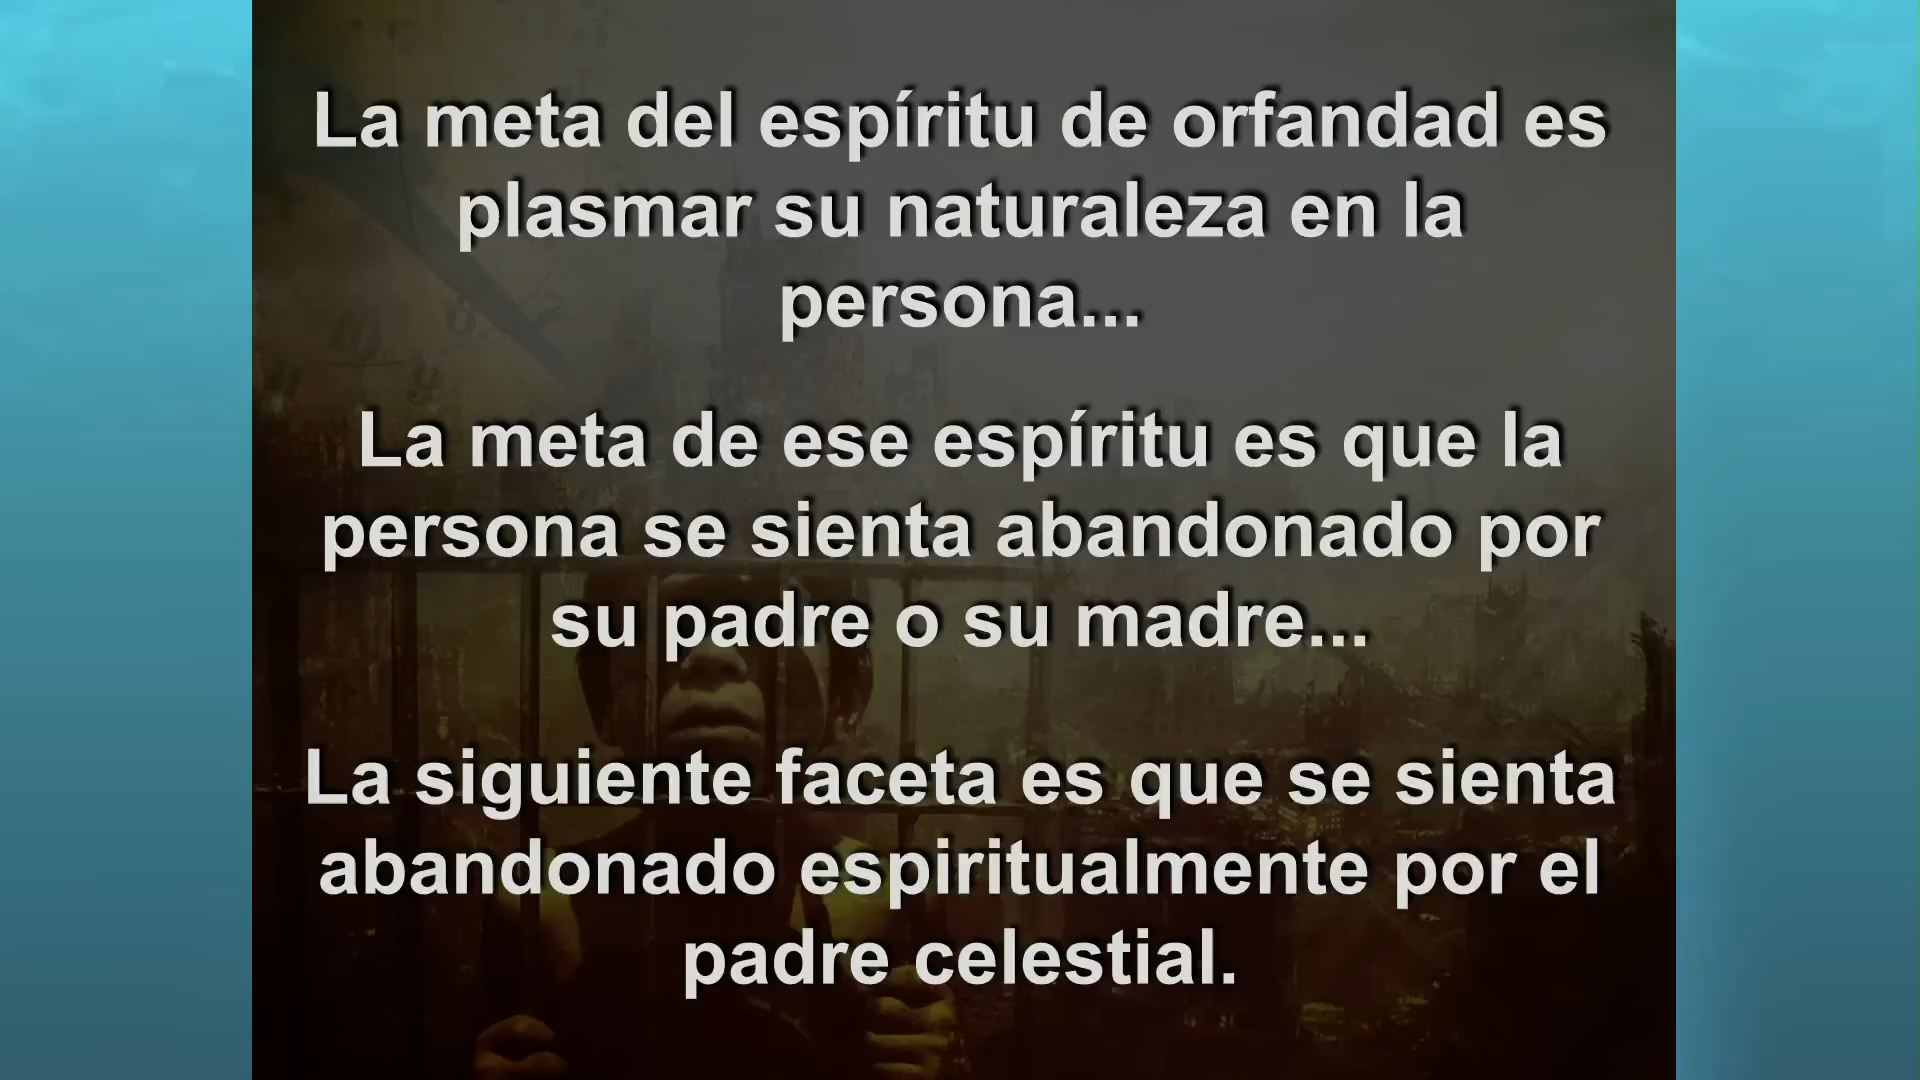 La meta del espíritu de orfandad es
plasmar su naturaleza en la
persona...
La meta de ese espíritu es que la
persona se sienta abandonado por
su padre o su madre...
La siguiente faceta es que se sienta
abandonado espiritualmente por el
padre celestial.